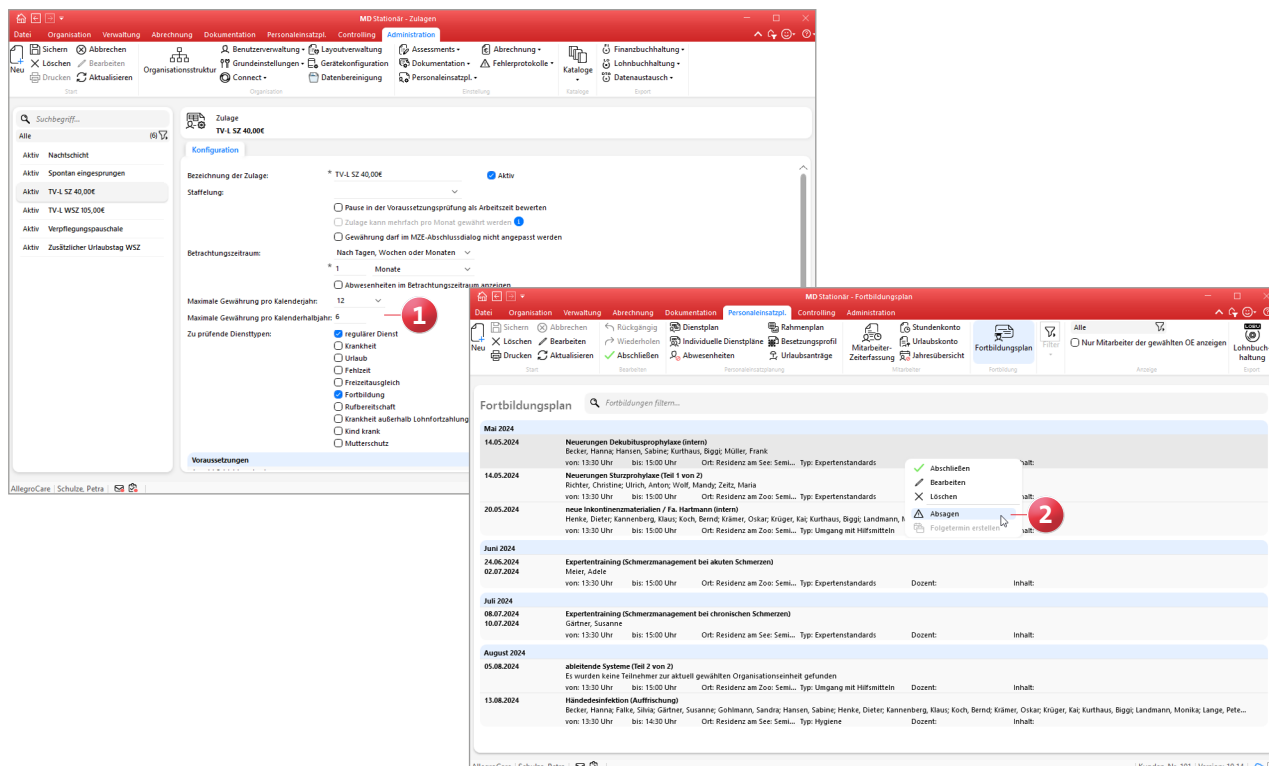 MD Stationär - Zulagen
Datei Organisation Verwaltung Abrechnung Dokumentation Personaleinsatzpl. Controlling Administration
Neu
Sichern Abbrechen
Löschen Bearbeiten
Drucken Aktualisieren
Start
Organisationsstruktur
Benutzerverwaltung Layoutverwaltung
Grundeinstellungen Gerätekonfiguration
Connect Datenbereinigung
Organisation
Assessments Abrechnung
Dokumentation Fehlerprotokolle
Personaleinsatzpl.
Einstellung
Kataloge
Kataloge
Finanzbuchhaltung
Lohnbuchhaltung
Datenaustausch
Export
Suchbegriff...
Alle (6)
Aktiv Nachtschicht
Aktiv Spontan eingesprungen
Aktiv TV-L SZ 40,00€
Aktiv TV-L WSZ 105,00€
Aktiv Verpflegungspauschale
Aktiv Zusätzlicher Urlaubstag WSZ
Zulage
TV-L SZ 40,00€
Konfiguration
Bezeichnung der Zulage: * TV-L SZ 40,00€ Aktiv
Staffelung:
Pause in der Voraussetzungsprüfung als Arbeitszeit bewerten
Zulage kann mehrfach pro Monat gewährt werden
Gewährung darf im MZE-Abschlussdialog nicht angepasst werden
Betrachtungszeitraum: Nach Tagen, Wochen oder Monaten
* 1 Monate
Abwesenheiten im Betrachtungszeitraum anzeigen
Maximale Gewährung pro Kalenderjahr: 12
Maximale Gewährung pro Kalenderhalbjahr: 6
1
Zu prüfende Diensttypen: regulärer Dienst
Krankheit
Urlaub
Fehlzeit
Freizeitausgleich
Fortbildung
Rufbereitschaft
Krankheit außerhalb Lohnfortzahlung
Kind krank
Mutterschutz
Voraussetzungen
AllegroCare Schulze, Petra
MD Stationär - Fortbildungsplan
Datei Organisation Verwaltung Abrechnung Dokumentation Personaleinsatzpl. Controlling Administration
Neu
Sichern Abbrechen
Löschen Bearbeiten
Drucken Aktualisieren
Start
Rückgängig
Wiederholen
Abschließen
Bearbeiten
Dienstplan Rahmenplan
Individuelle Dienstpläne Besetzungsprofil
Abwesenheiten Urlaubsanträge
Personaleinsatzplanung
Mitarbeiter-
Zeiterfassung
Stundenkonto
Urlaubskonto
Jahresübersicht
Mitarbeiter
Fortbildungsplan
Fortbildung
Filter
Alle
Nur Mitarbeiter der gewählten OE anzeigen
Anzeige
LOBU
Lohnbuch-
haltung
Export
Fortbildungsplan Fortbildungen filtern...
Mai 2024
14.05.2024 Neuerungen Dekubitusprophylaxe (intern)
Becker, Hanna; Hansen, Sabine; Kurthaus, Biggi; Müller, Frank
von: 13:30 Uhr bis: 15:00 Uhr Ort: Residenz am See: Semi... Typ: Expertenstandards halt:
14.05.2024 Neuerungen Sturzprophylaxe (Teil 1 von 2)
Richter, Christine; Ulrich, Anton; Wolf, Mandy; Zeitz, Maria
von: 13:30 Uhr bis: 15:00 Uhr Ort: Residenz am Zoo: Semi... Typ: Expertenstandards
20.05.2024 neue Inkontinenzmaterialien / Fa. Hartmann (intern)
Henke, Dieter; Kannenberg, Klaus; Koch, Bernd; Krämer, Oskar; Krüger, Kai; Kurthaus, Biggi; Landmann,
von: 13:30 Uhr bis: 15:00 Uhr Ort: Residenz am Zoo: Semi... Typ: Umgang mit Hilfsmitteln alt:
Abschließen
Bearbeiten
Löschen
Absagen
Folgetermin erstellen
2
Juni 2024
24.06.2024 Expertentraining (Schmerzmanagement bei akuten Schmerzen)
02.07.2024 Meier, Adele
von: 13:30 Uhr bis: 15:00 Uhr Ort: Residenz am Zoo: Semi... Typ: Expertenstandards Dozent: Inhalt:
Juli 2024
08.07.2024 Expertentraining (Schmerzmanagement bei chronischen Schmerzen)
10.07.2024 Gärtner, Susanne
von: 13:30 Uhr bis: 15:00 Uhr Ort: Residenz am See: Semi... Typ: Expertenstandards Dozent: Inhalt:
August 2024
05.08.2024 ableitende Systeme (Teil 2 von 2)
Es wurden keine Teilnehmer zur aktuell gewählten Organisationseinheit gefunden
von: 13:30 Uhr bis: 15:00 Uhr Ort: Residenz am Zoo: Semi... Typ: Umgang mit Hilfsmitteln Dozent: Inhalt:
13.08.2024 Händedesinfektion (Auffrischung)
Becker, Hanna; Falke, Silvia; Gärtner, Susanne; Gohlmann, Sandra; Hansen, Sabine; Henke, Dieter; Kannenberg, Klaus; Koch, Bernd; Krämer, Oskar; Krüger, Kai; Kurthaus, Biggi; Landmann, Monika; Lange, Pete...
von: 13:30 Uhr bis: 14:30 Uhr Ort: Residenz am See: Semi... Typ: Hygiene Dozent: Inhalt:
AllegroCare Schulze, Petra Kunden-Nr. 101 Version: 10.14